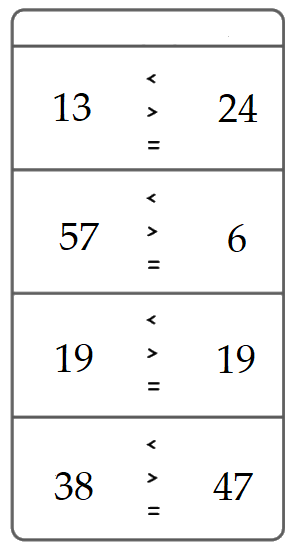 <
13 > 24
=
<
57 > 6
=
<
19 > 19
=
<
38 > 47
=